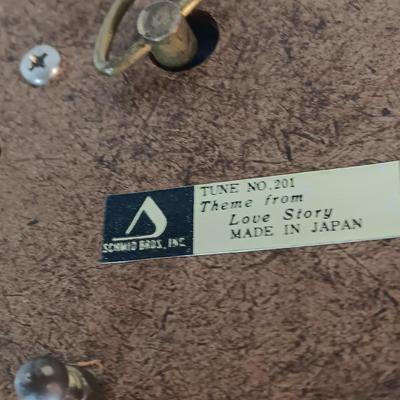 TUNE NO.201
Theme from
Love Story
MADE IN JAPAN
SCHMID BROS., INC.